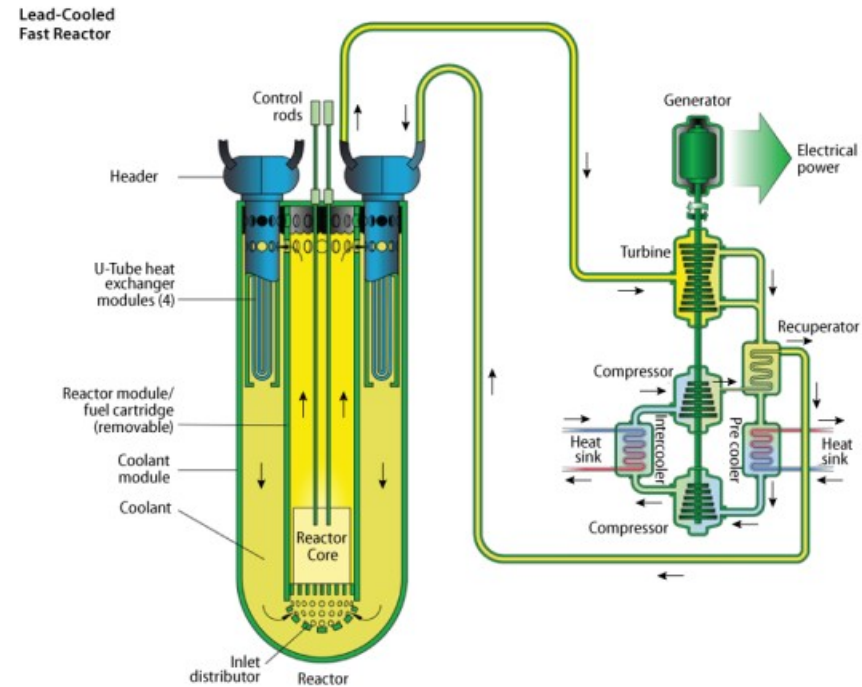 Lead-Cooled
Fast Reactor
Control
rods
Header
U-Tube heat
exchanger
modules (4)
Reactor module/
fuel cartridge
(removable)
Coolant
module
Coolant
Reactor
Core
Inlet
distributor
Reactor
Generator
Electrical
power
Turbine
Recuperator
Compressor
Heat
sink
Intercooler
Pre cooler
Heat
sink
Compressor